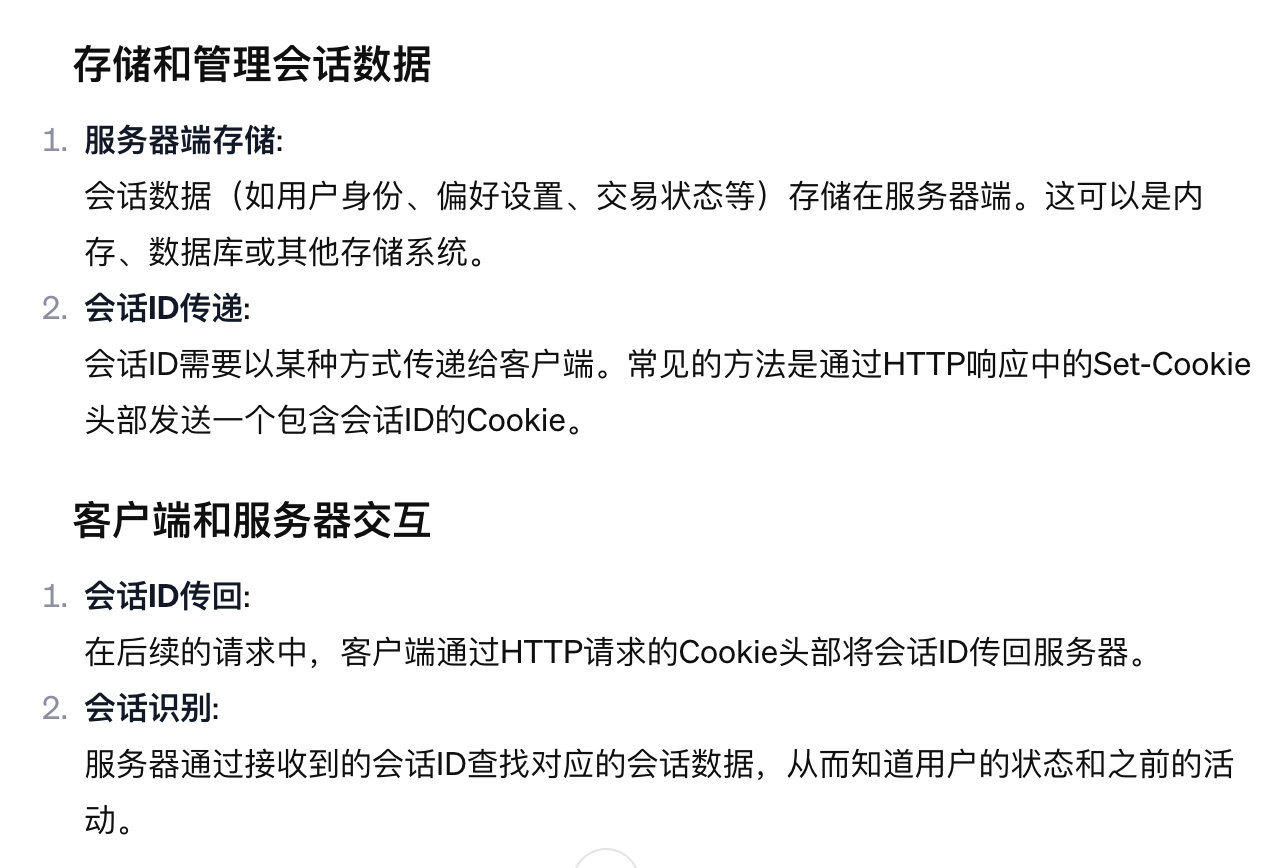 存储和管理会话数据
1. 服务器端存储:
会话数据（如用户身份、偏好设置、交易状态等）存储在服务器端。这可以是内
存、数据库或其他存储系统。
2. 会话ID传递:
会话ID需要以某种方式传递给客户端。常见的方法是通过HTTP响应中的Set-Cookie
头部发送一个包含会话ID的Cookie。
客户端和服务器交互
1. 会话ID传回:
在后续的请求中，客户端通过HTTP请求的Cookie头部将会话ID传回服务器。
2. 会话识别:
服务器通过接收到的会话ID查找对应的会话数据，从而知道用户的状态和之前的活
动。